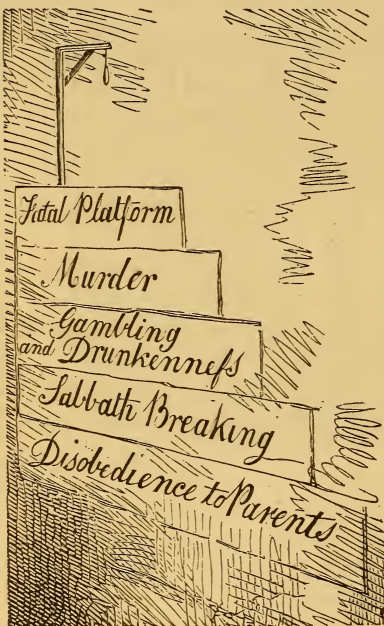 Fatal Platform
Murder
Gambling
and Drunkenneſs
Sabbath Breaking
Disobedience to Parents